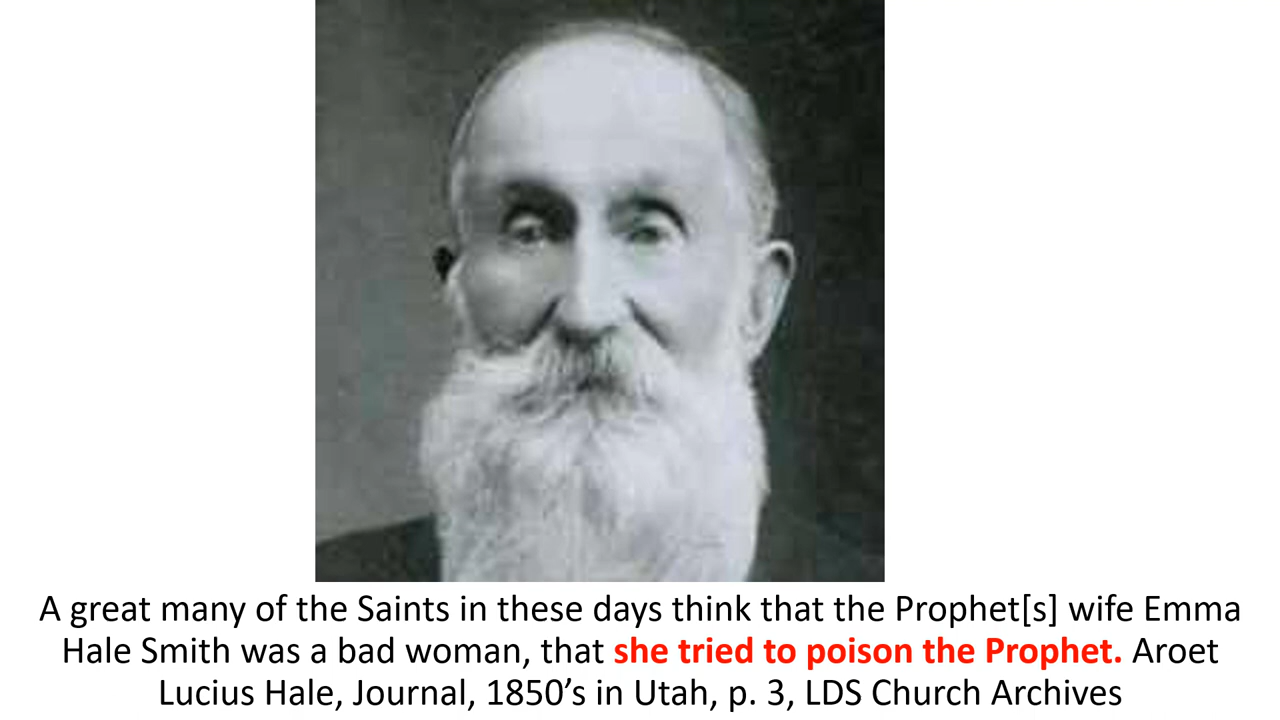 A great many of the Saints in these days think that the Prophet[s] wife Emma
Hale Smith was a bad woman, that she tried to poison the Prophet. Aroet
Lucius Hale, Journal, 1850’s in Utah, p. 3, LDS Church Archives